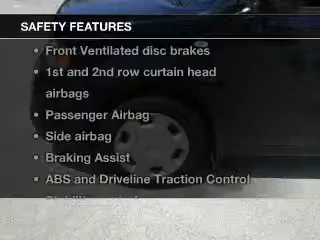 SAFETY FEATURES
• Front Ventilated disc brakes
• 1st and 2nd row curtain head
airbags
• Passenger Airbag
• Side airbag
• Braking Assist
• ABS and Driveline Traction Control